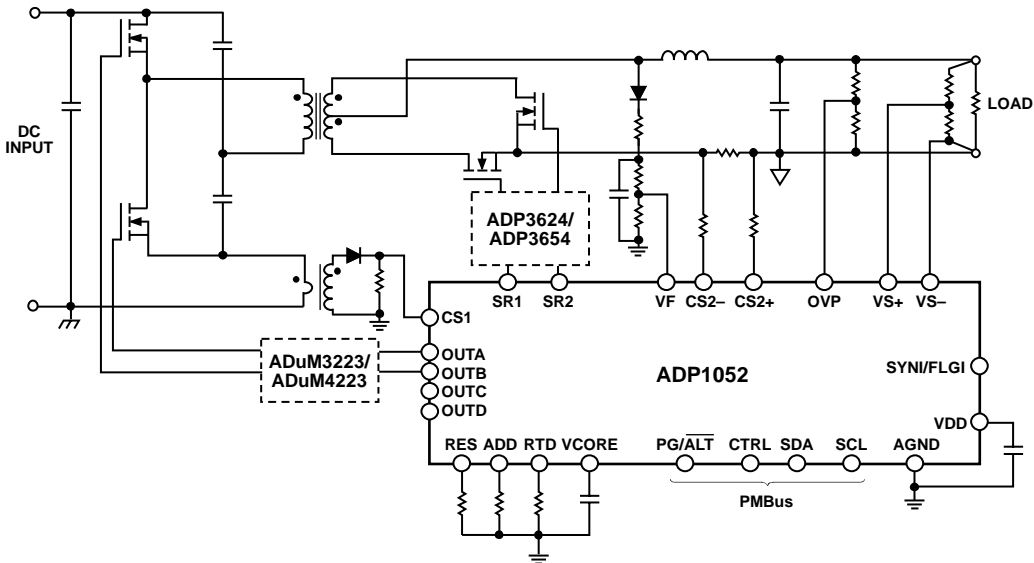 DC
INPUT
LOAD
ADP3624/
ADP3654
SR1 SR2 VF CS2– CS2+ OVP VS+ VS–
CS1
ADuM3223/
ADuM4223
OUTA
OUTB
OUTC
OUTD
ADP1052
SYNI/FLGI
VDD
RES ADD RTD VCORE PG/ALT CTRL SDA SCL AGND
PMBus